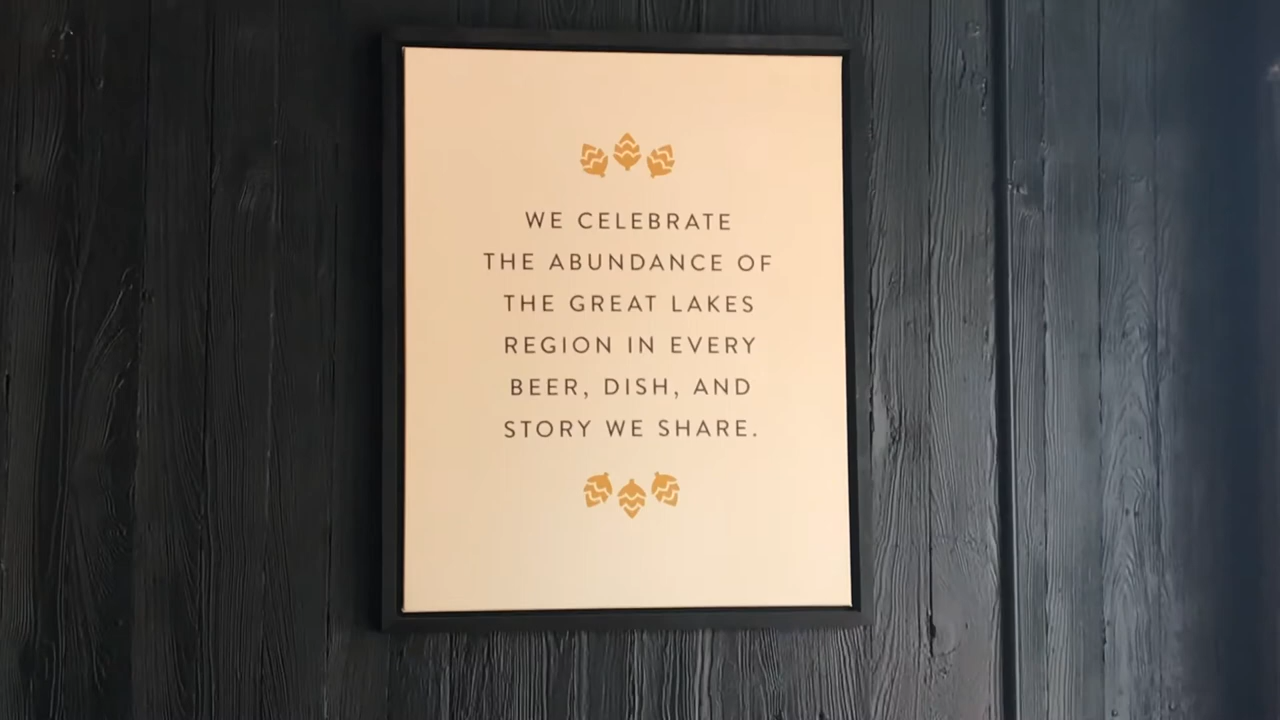 WE CELEBRATE
THE ABUNDANCE OF
THE GREAT LAKES
REGION IN EVERY
BEER, DISH, AND
STORY WE SHARE.